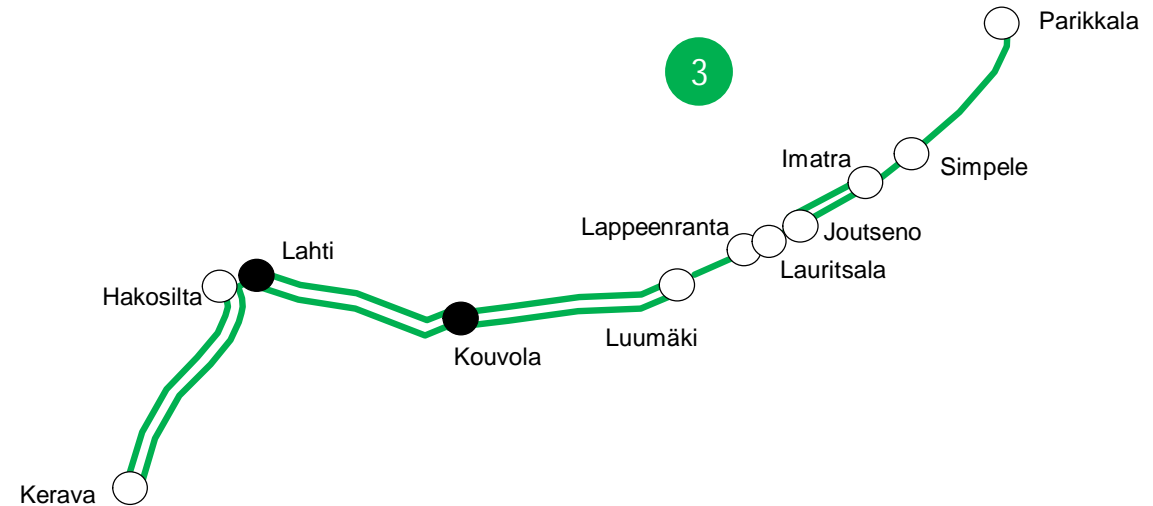 Parikkala
3
Imatra
Simpele
Lappeenranta
Joutseno
Lahti
Lauritsala
Hakosilta
Luumäki
Kouvola
Kerava